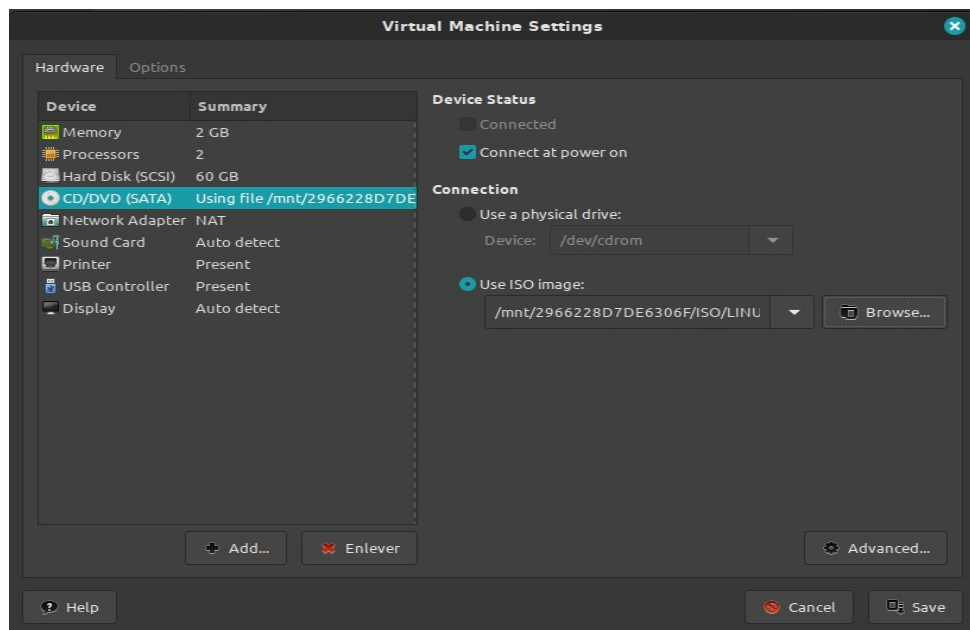 Virtual Machine Settings
Hardware Options
Device Summary
Memory 2 GB
Processors 2
Hard Disk (SCSI) 60 GB
CD/DVD (SATA) Using file /mnt/2966228D7DE
Network Adapter NAT
Sound Card Auto detect
Printer Present
USB Controller Present
Display Auto detect
Add...
Enlever
Device Status
Connected
Connect at power on
Connection
Use a physical drive:
Device: /dev/cdrom
Use ISO image:
/mnt/2966228D7DE6306F/ISO/LINU
Browse...
Advanced...
Help
Cancel
Save